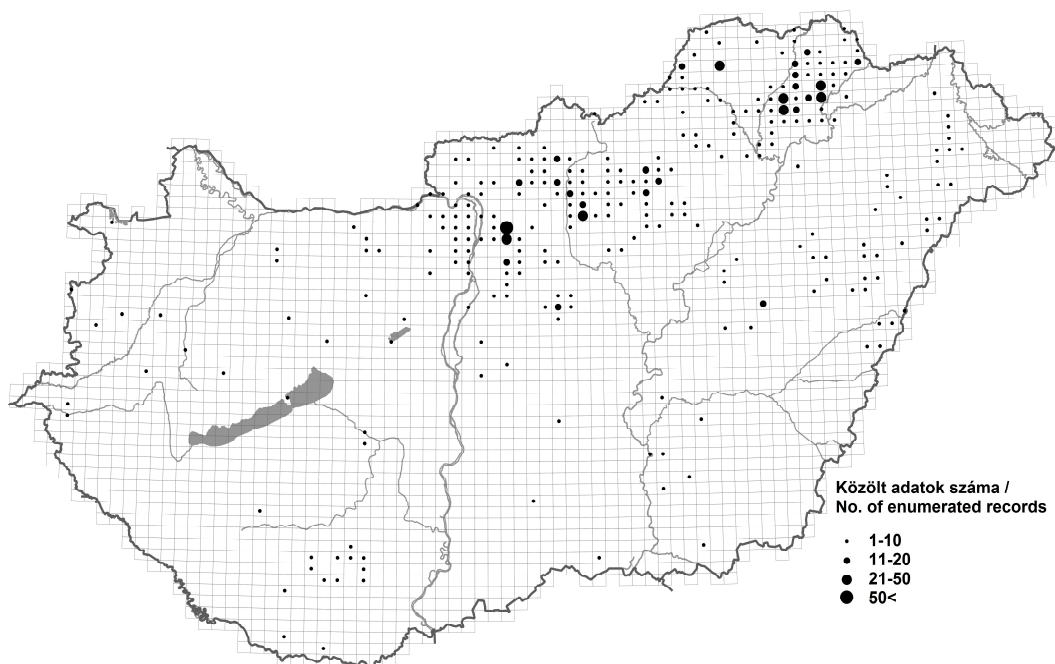 Közölt adatok száma /
No. of enumerated records
1-10
11-20
21-50
50<